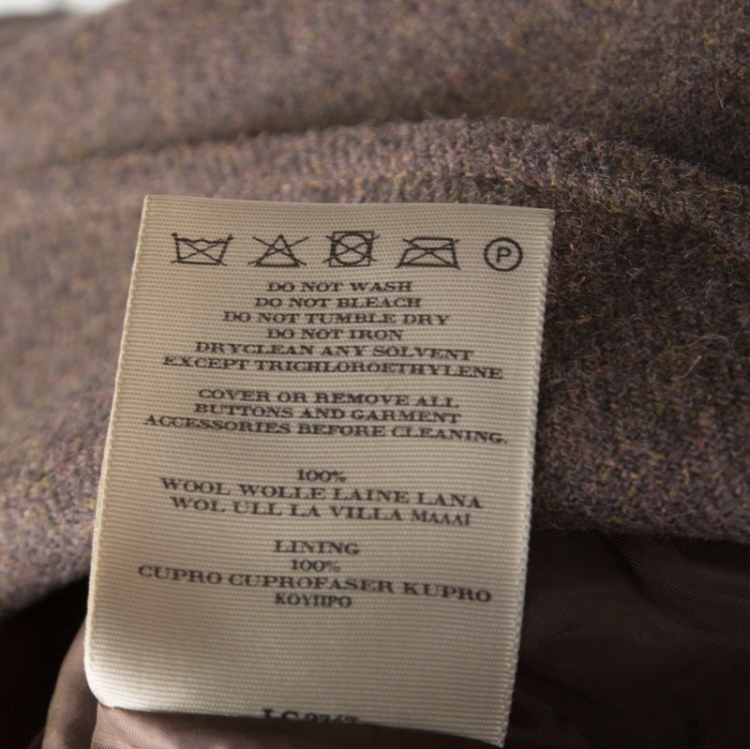 P
DO NOT WASH
DO NOT BLEACH
DO NOT TUMBLE DRY
DO NOT IRON
DRYCLEAN ANY SOLVENT
EXCEPT TRICHLOROETHYLENE
COVER OR REMOVE ALL
BUTTONS AND GARMENT
ACCESSORIES BEFORE CLEANING.
100%
WOOL WOLLE LAINE LANA
WOL ULL LA VILLA ΜΑΛΛΙ
LINING
100%
CUPRO CUPROFASER KUPRO
ΚΟΥΠΡΟ